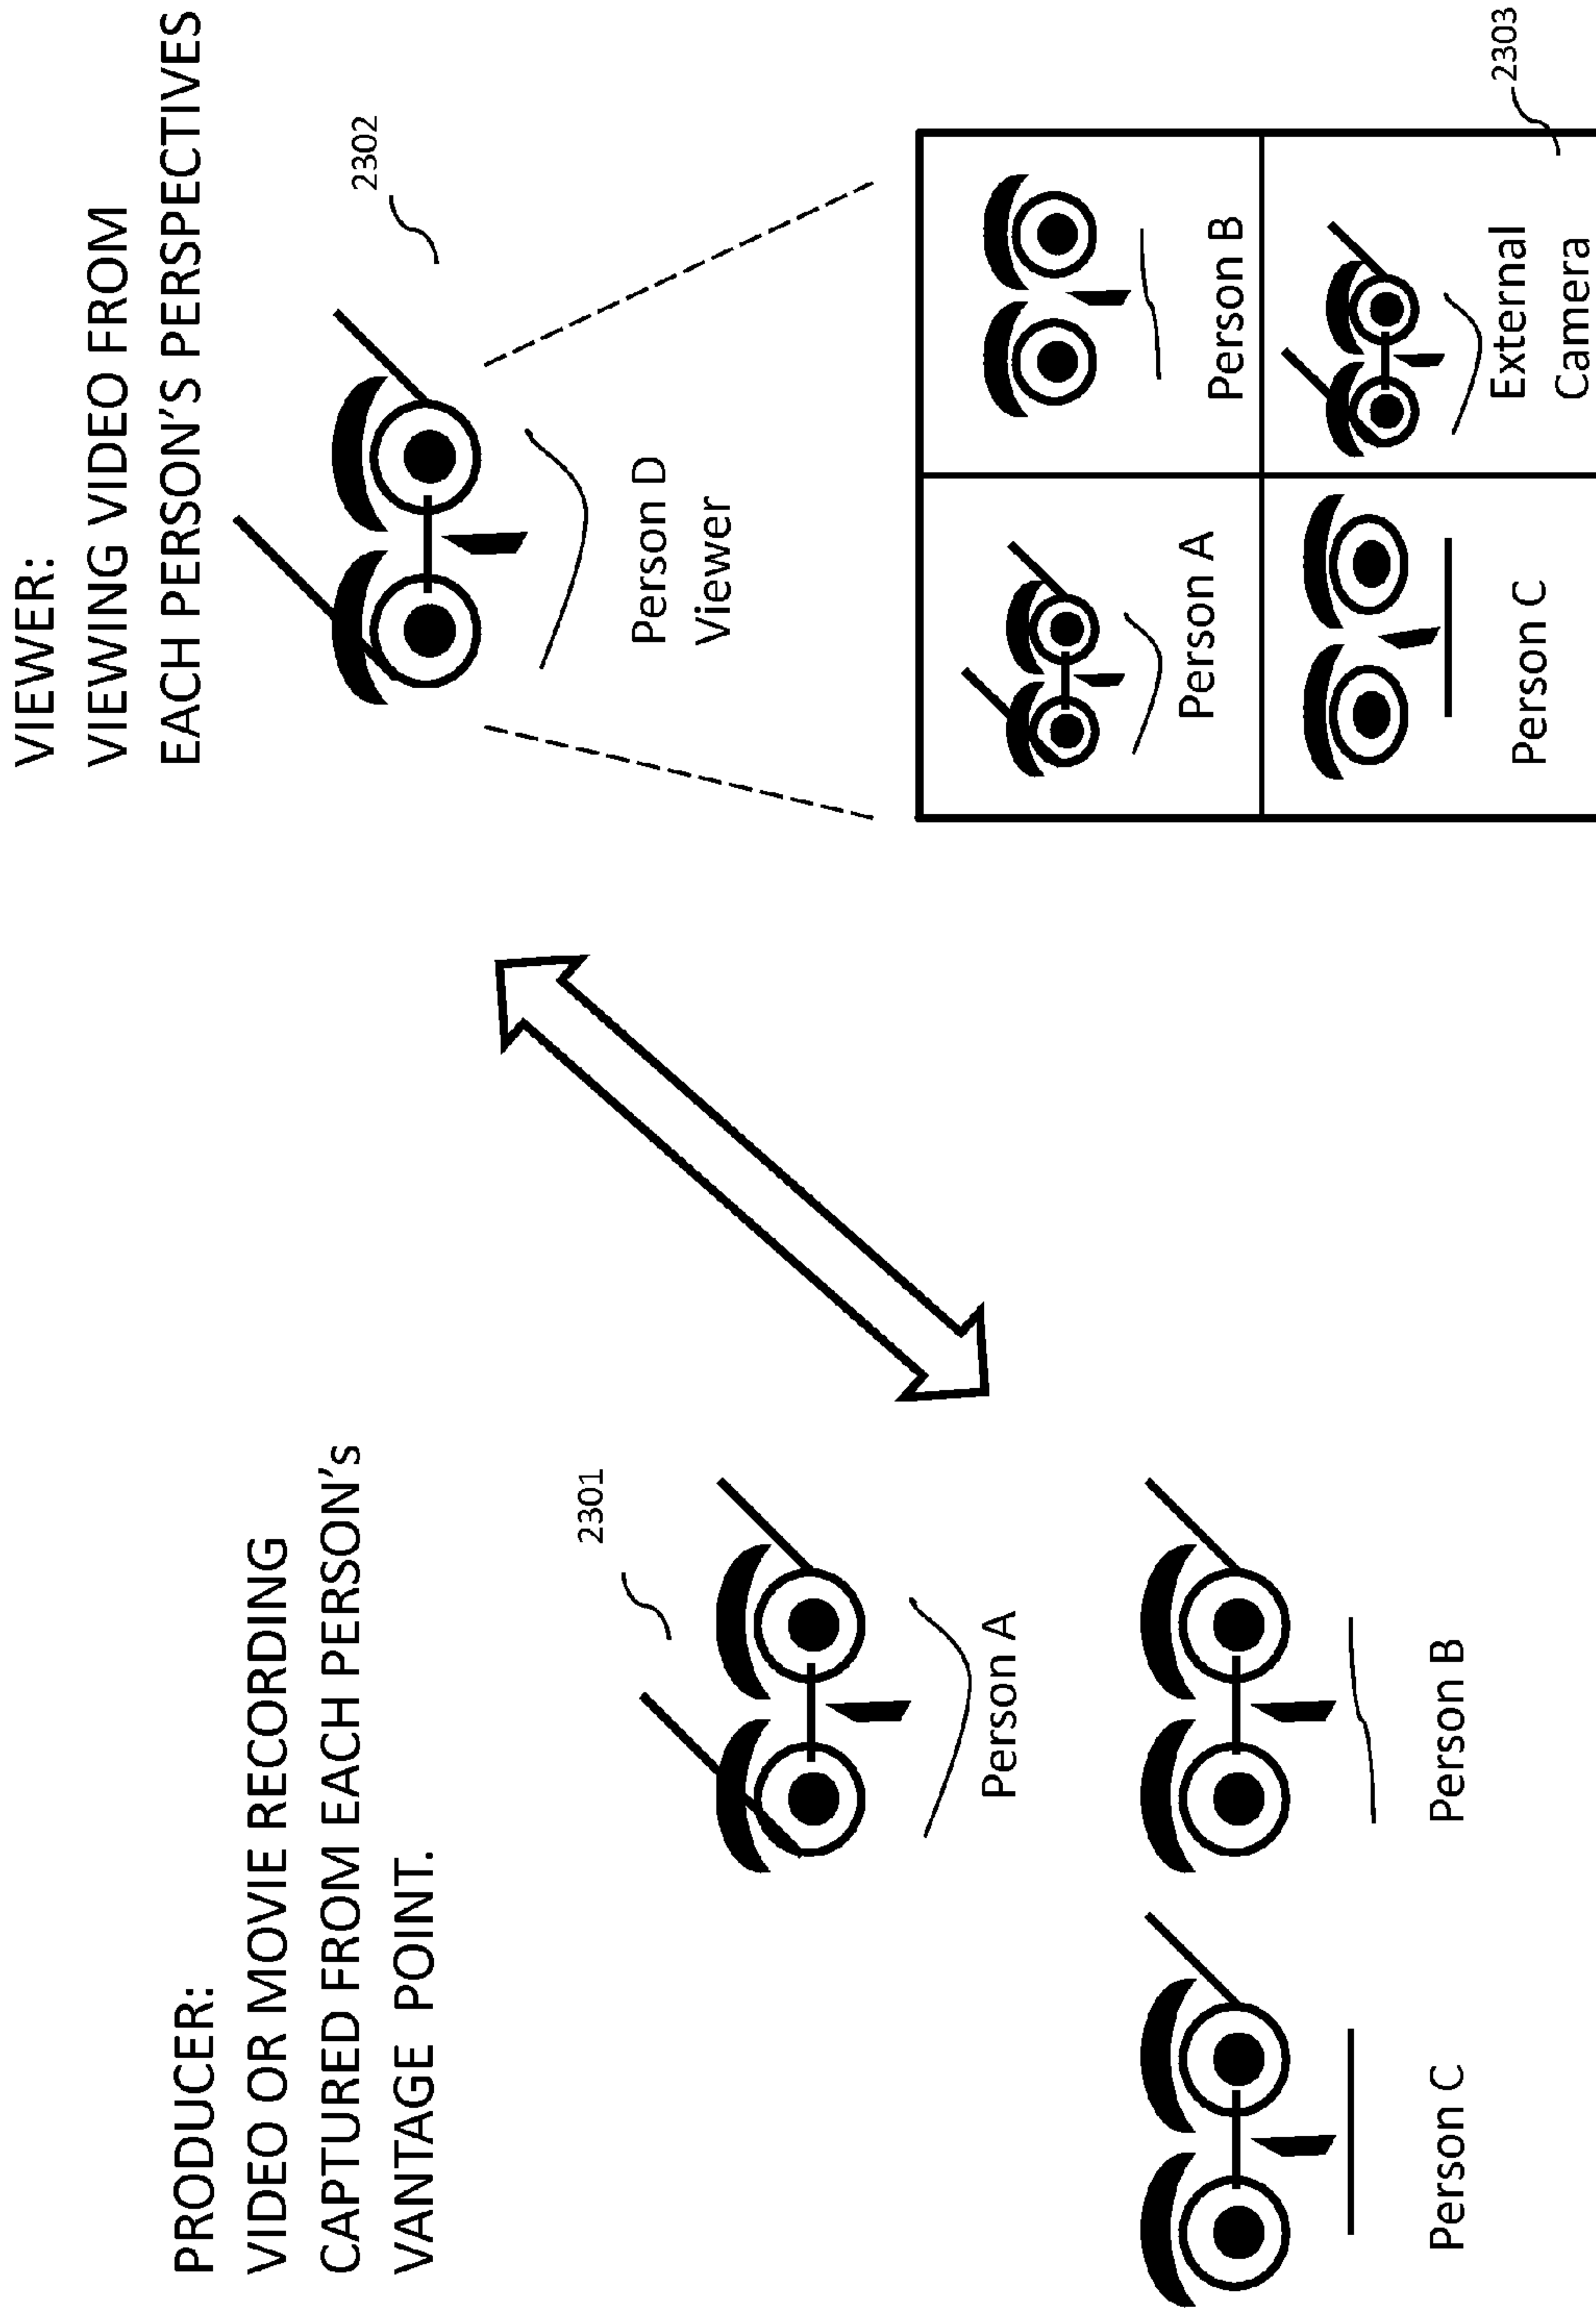 PRODUCER:
VIDEO OR MOVIE RECORDING
CAPTURED FROM EACH PERSON's
VANTAGE POINT.
2301
Person A
Person C
Person B
VIEWER:
VIEWING VIDEO FROM
EACH PERSON'S PERSPECTIVES
2302
Person D
Viewer
Person A
Person B
Person C
External
Camera
2303